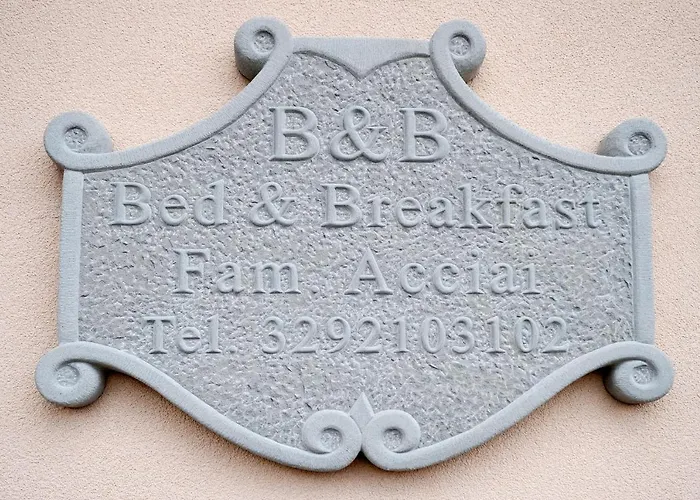 B&B
Bed & Breakfast
Fam. Acciai
Tel. 3292103102